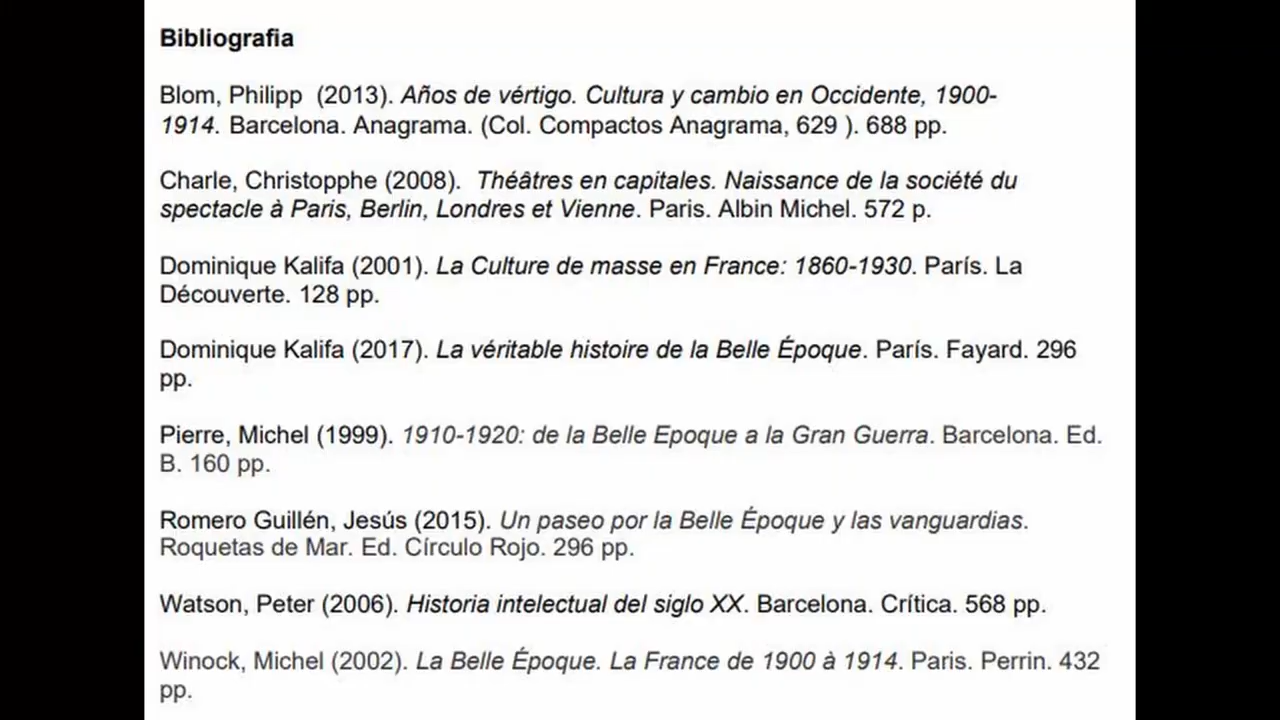 Bibliografia
Blom, Philipp  (2013). Años de vértigo. Cultura y cambio en Occidente, 1900-
1914. Barcelona. Anagrama. (Col. Compactos Anagrama, 629 ). 688 pp.
Charle, Christopphe (2008).  Théâtres en capitales. Naissance de la société du
spectacle à Paris, Berlin, Londres et Vienne. Paris. Albin Michel. 572 p.
Dominique Kalifa (2001). La Culture de masse en France: 1860-1930. París. La
Découverte. 128 pp.
Dominique Kalifa (2017). La véritable histoire de la Belle Époque. París. Fayard. 296
pp.
Pierre, Michel (1999). 1910-1920: de la Belle Epoque a la Gran Guerra. Barcelona. Ed.
B. 160 pp.
Romero Guillén, Jesús (2015). Un paseo por la Belle Époque y las vanguardias.
Roquetas de Mar. Ed. Círculo Rojo. 296 pp.
Watson, Peter (2006). Historia intelectual del siglo XX. Barcelona. Crítica. 568 pp.
Winock, Michel (2002). La Belle Époque. La France de 1900 à 1914. Paris. Perrin. 432
pp.